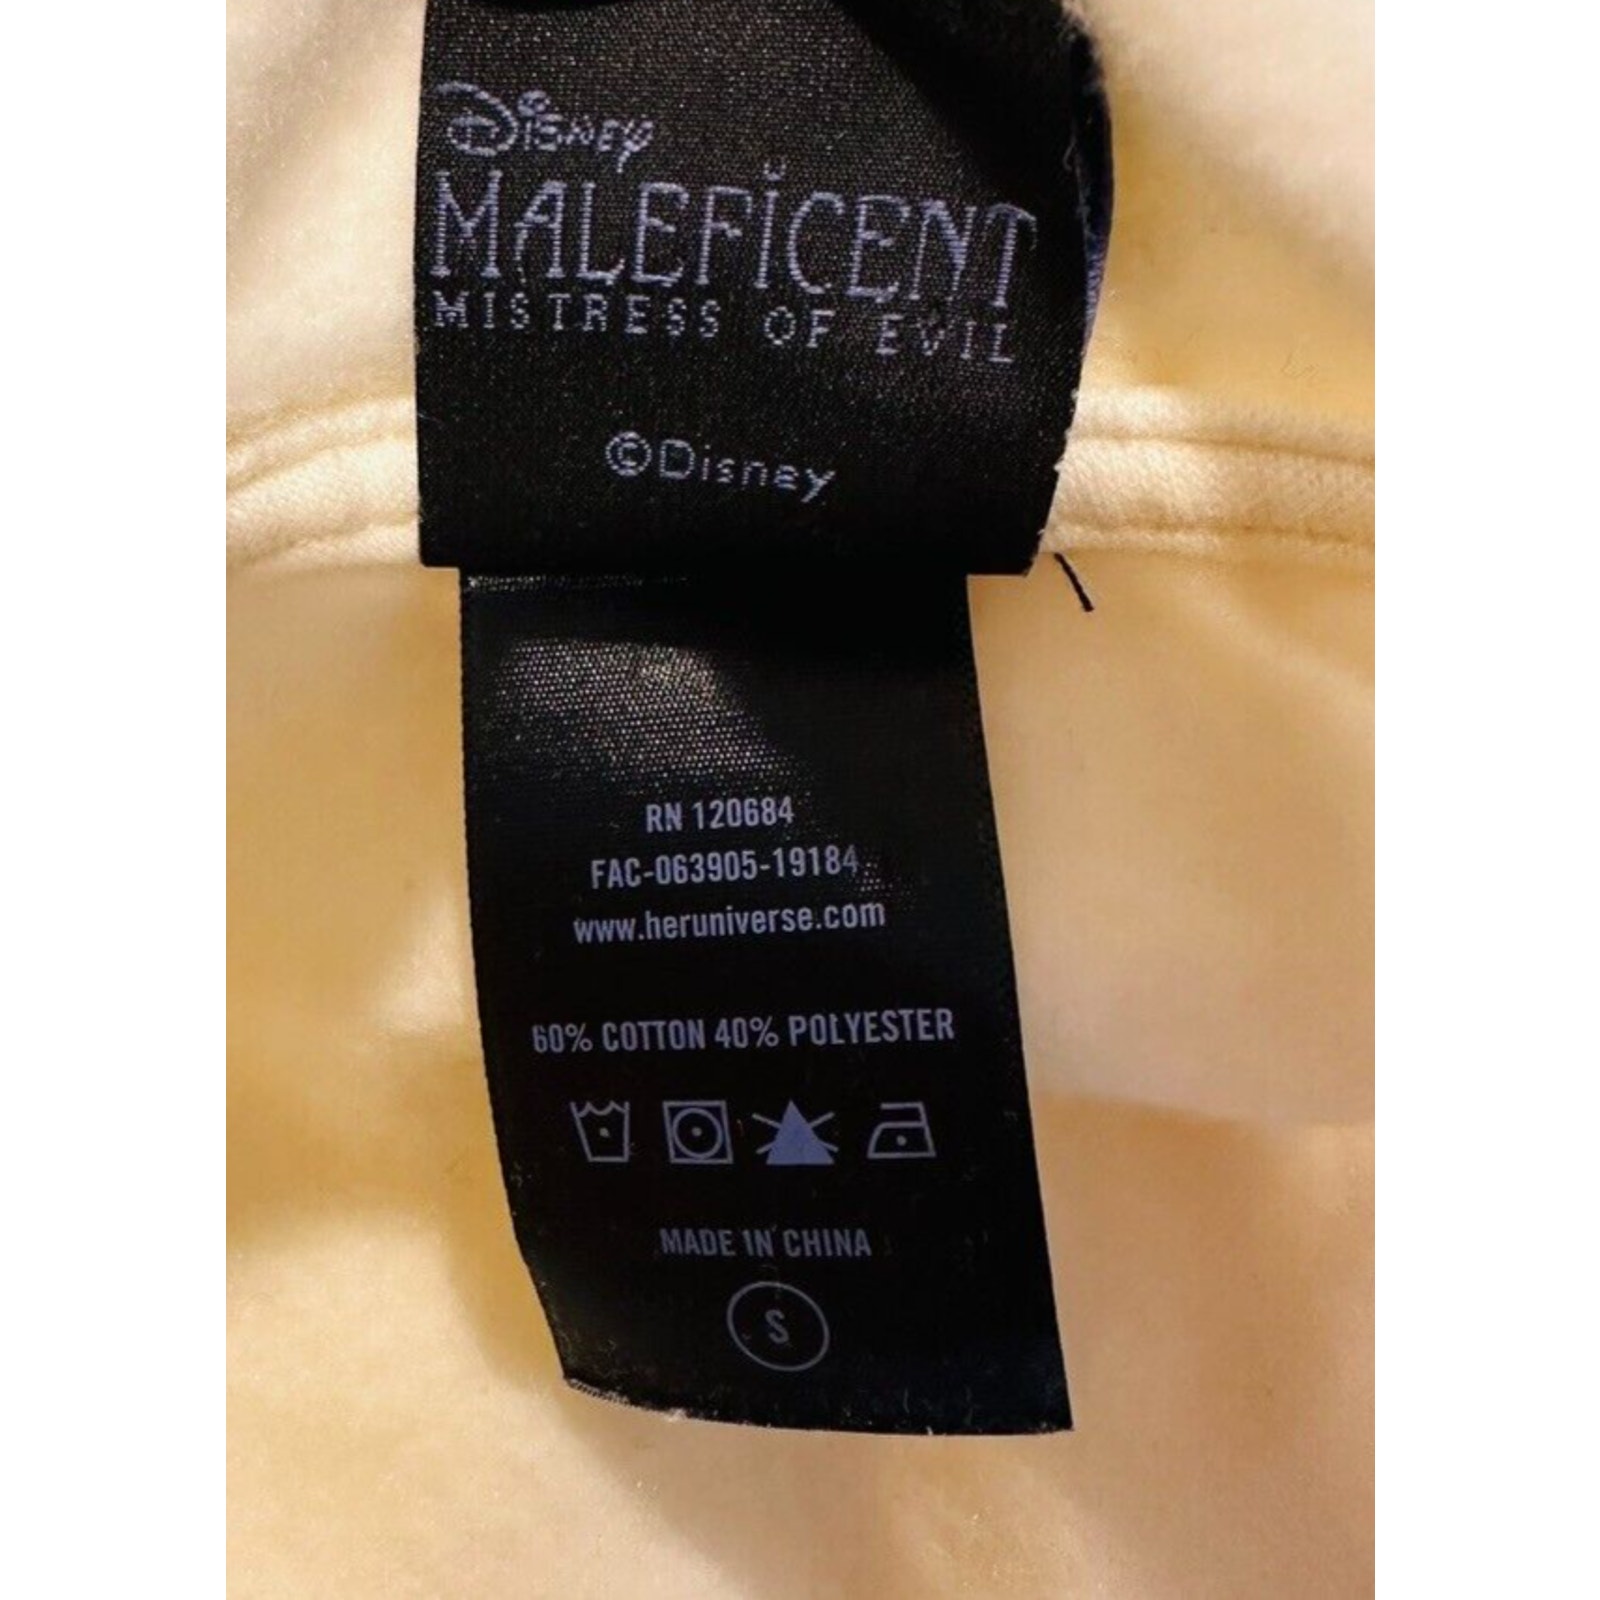 Disney
MALEFICENT
MISTRESS OF EVIL
©Disney
RN 120684
FAC-063905-19184
www.heruniverse.com
60% COTTON 40% POLYESTER
MADE IN CHINA
S